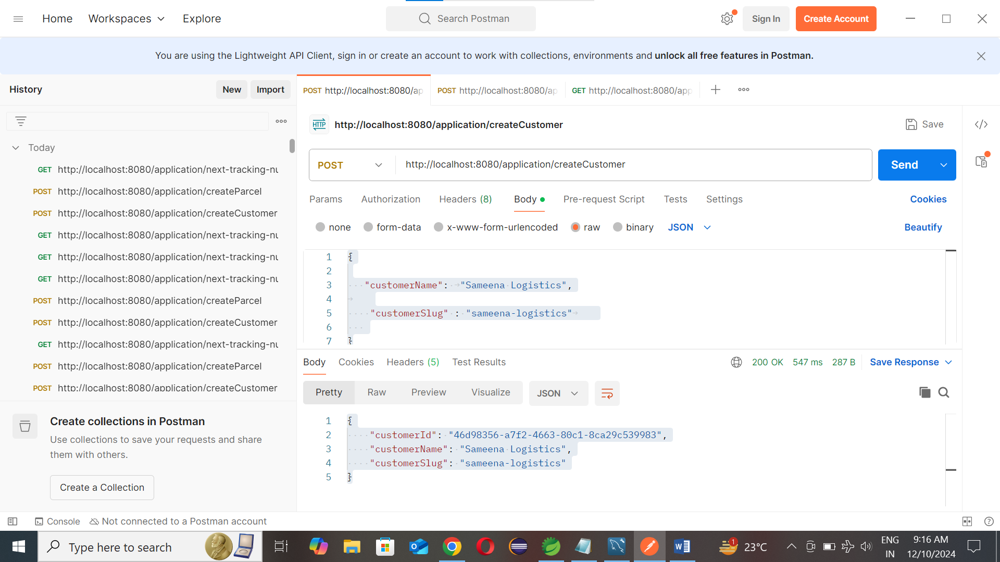 Home Workspaces Explore Search Postman Sign In Create Account
You are using the Lightweight API Client, sign in or create an account to work with collections, environments and unlock all free features in Postman.
History New Import
POST http://localhost:8080/ap POST http://localhost:8080/ap GET http://localhost:8080/app
HTTP http://localhost:8080/application/createCustomer Save </>
Today
GET http://localhost:8080/application/next-tracking-nu
POST http://localhost:8080/application/createParcel
POST http://localhost:8080/application/createCustomer
GET http://localhost:8080/application/next-tracking-nu
GET http://localhost:8080/application/next-tracking-nu
GET http://localhost:8080/application/next-tracking-nu
POST http://localhost:8080/application/createParcel
POST http://localhost:8080/application/createCustomer
GET http://localhost:8080/application/next-tracking-nu
POST http://localhost:8080/application/createParcel
POST http://localhost:8080/application/createCustomer
Create collections in Postman
Use collections to save your requests and share
them with others.
Create a Collection
POST http://localhost:8080/application/createCustomer Send
Params Authorization Headers (8) Body Pre-request Script Tests Settings Cookies
none form-data x-www-form-urlencoded raw binary JSON Beautify
1 {
2
3 "customerName": "Sameena Logistics",
4
5 "customerSlug" : "sameena-logistics"
6
7 }
Body Cookies Headers (5) Test Results 200 OK 547 ms 287 B Save Response
Pretty Raw Preview Visualize JSON
1 {
2 "customerId": "46d98356-a7f2-4663-80c1-8ca29c539983",
3 "customerName": "Sameena Logistics",
4 "customerSlug": "sameena-logistics"
5 }
Console Not connected to a Postman account
Type here to search 1 23°C ENG 9:16 AM
IN 12/10/2024